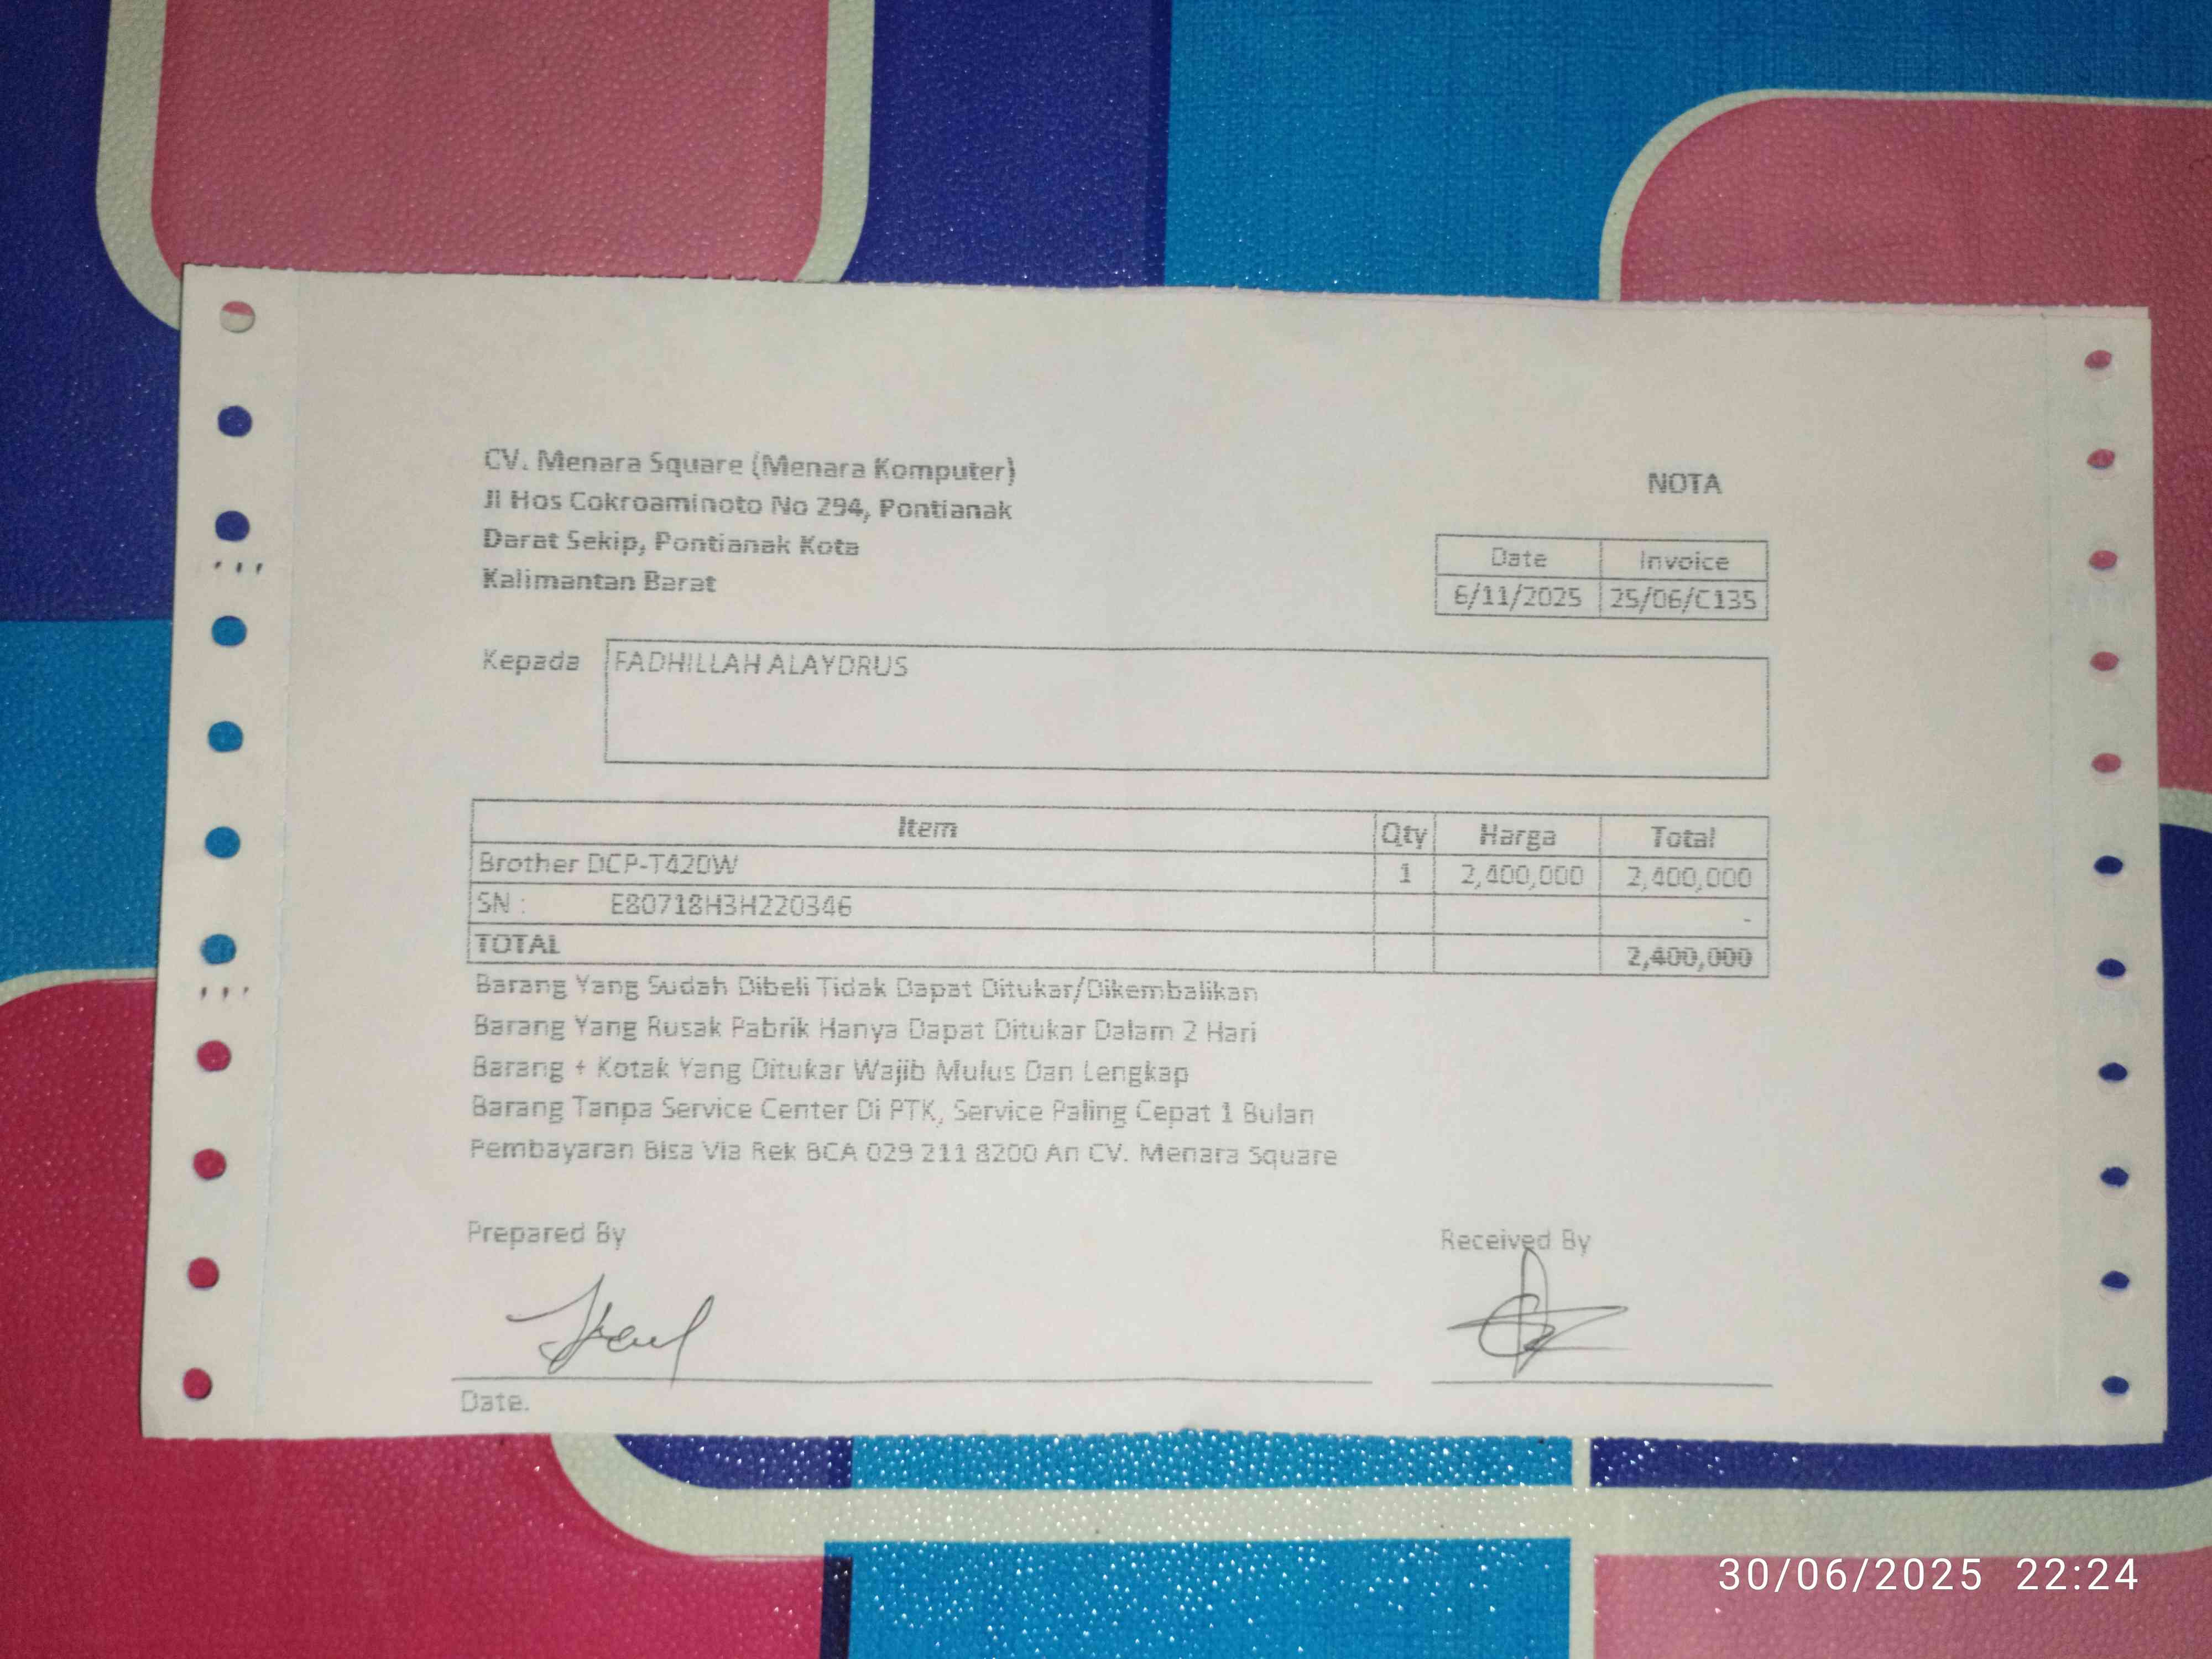 CV. Menara Square (Menara Komputer)
Jl Hos Cokroaminoto No 294, Pontianak
Darat Sekip, Pontianak Kota
Kalimantan Barat
NOTA
Date Invoice
6/11/2025 25/06/C135
Kepada FADHILLAH ALAYDRUS
Item Qty Harga Total
Brother DCP-T420W 1 2,400,000 2,400,000
SN : E80718H3H220346 -
TOTAL 2,400,000
Barang Yang Sudah Dibeli Tidak Dapat Ditukar/Dikembalikan
Barang Yang Rusak Pabrik Hanya Dapat Ditukar Dalam 2 Hari
Barang + Kotak Yang Ditukar Wajib Mulus Dan Lengkap
Barang Tanpa Service Center Di PTK, Service Paling Cepat 1 Bulan
Pembayaran Bisa Via Rek BCA 029 211 8200 An CV. Menara Square
Prepared By Received By
Date.
30/06/2025 22:24